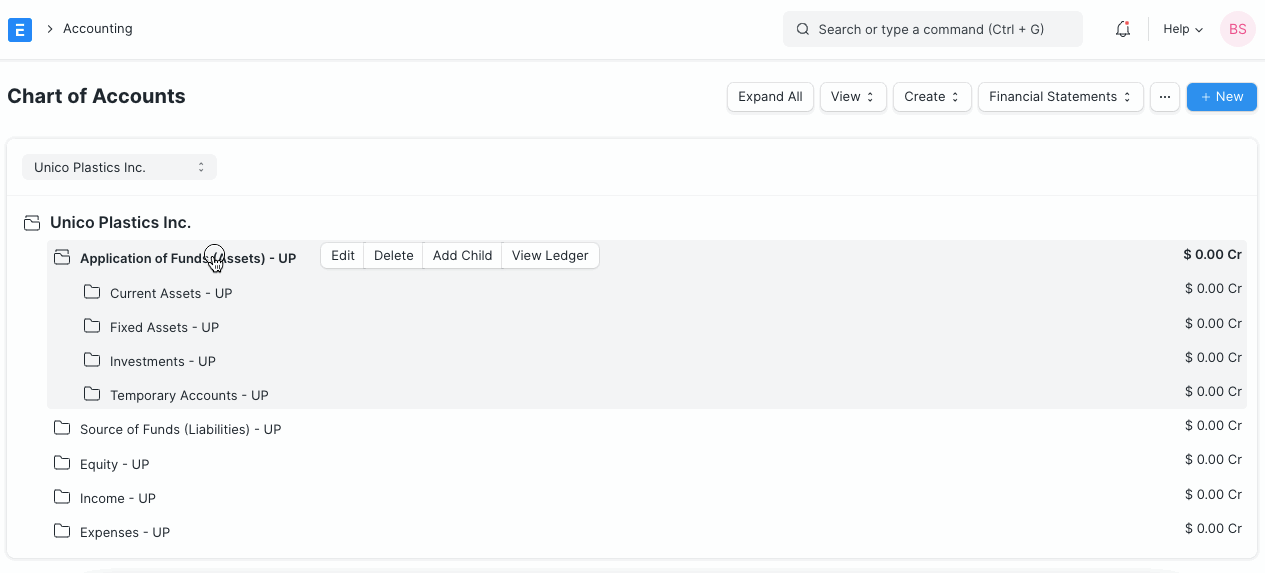 E > Accounting Search or type a command (Ctrl + G) Help BS
Chart of Accounts Expand All View Create Financial Statements ... + New
Unico Plastics Inc.
Unico Plastics Inc.
Application of Funds (Assets) - UP Edit Delete Add Child View Ledger $ 0.00 Cr
Current Assets - UP $ 0.00 Cr
Fixed Assets - UP $ 0.00 Cr
Investments - UP $ 0.00 Cr
Temporary Accounts - UP $ 0.00 Cr
Source of Funds (Liabilities) - UP $ 0.00 Cr
Equity - UP $ 0.00 Cr
Income - UP $ 0.00 Cr
Expenses - UP $ 0.00 Cr